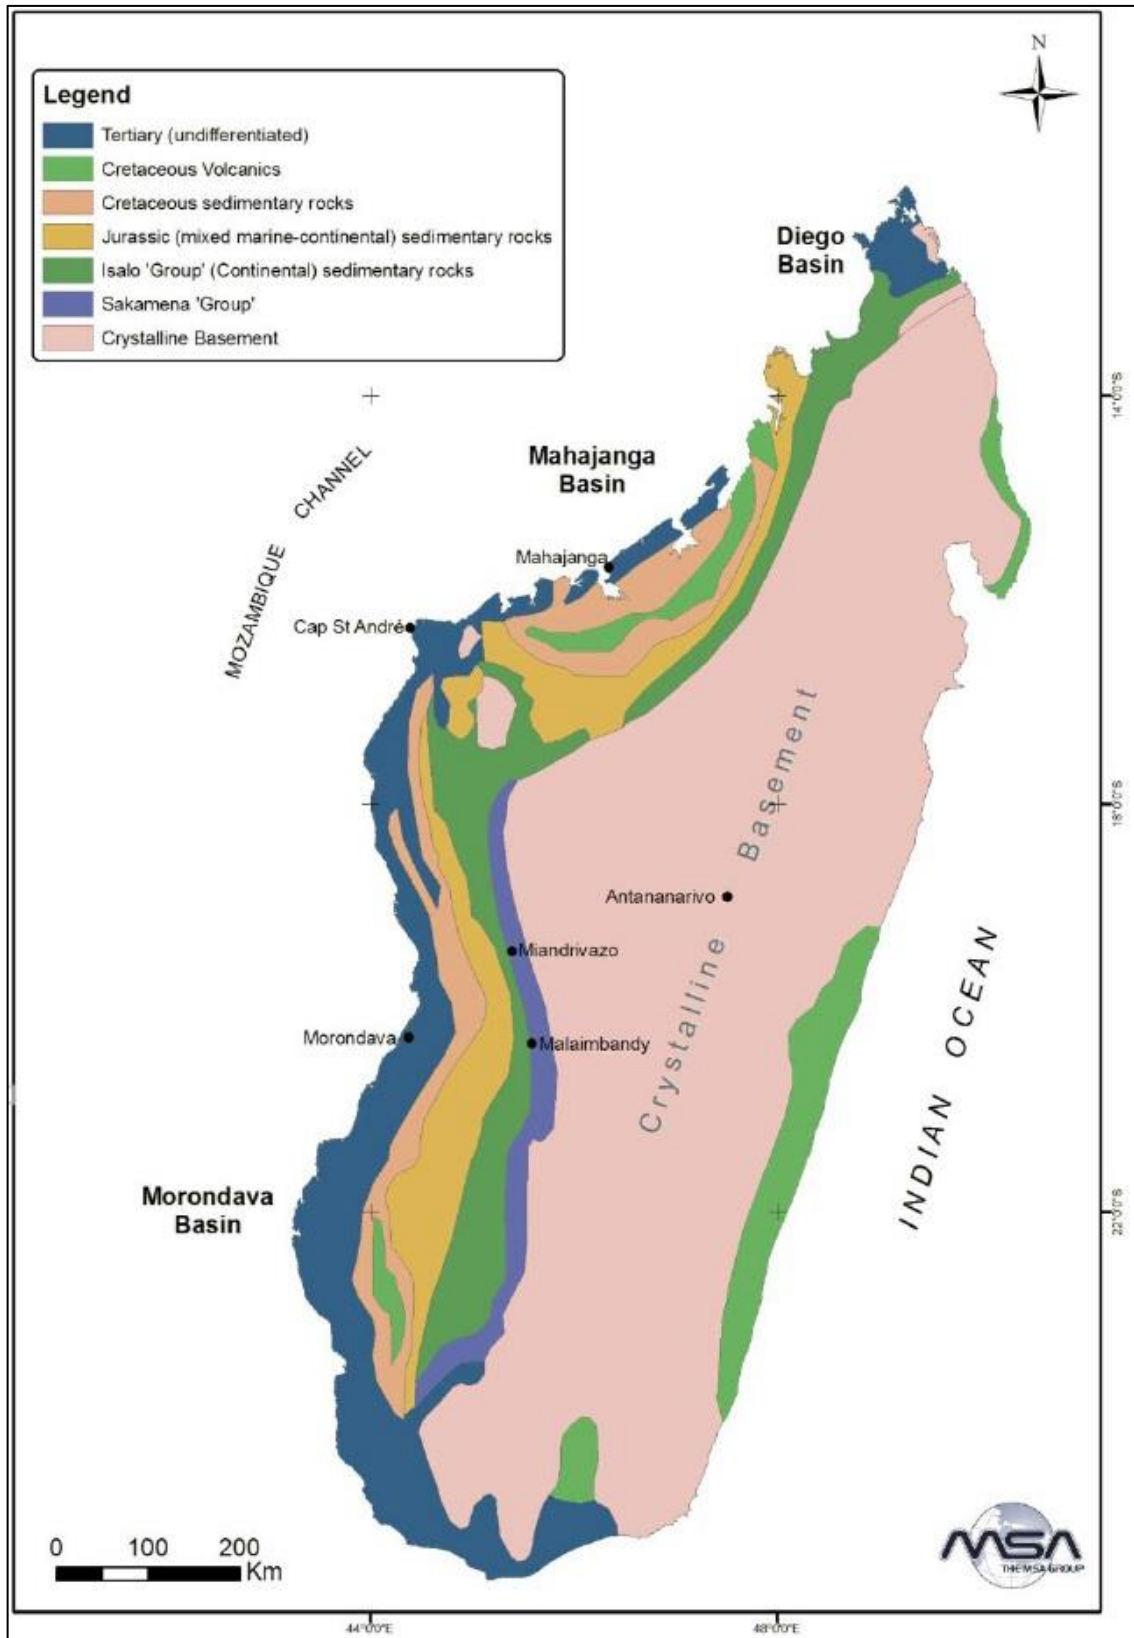 N
Legend
Tertiary (undifferentiated)
Cretaceous Volcanics
Cretaceous sedimentary rocks
Jurassic (mixed marine-continental) sedimentary rocks
Isalo 'Group' (Continental) sedimentary rocks
Sakamena 'Group'
Crystalline Basement
Diego
Basin
14°0'0"S
MOZAMBIQUE CHANNEL
Mahajanga
Basin
Mahajanga
Cap St André
18°0'0"S
Crystalline Basement
Antananarivo
Miandrivazo
Morondava
Malaimbandy
INDIAN OCEAN
Morondava
Basin
22°0'0"S
0 100 200
Km
MSA
THE MSA GROUP
44°0'0"E
48°0'0"E